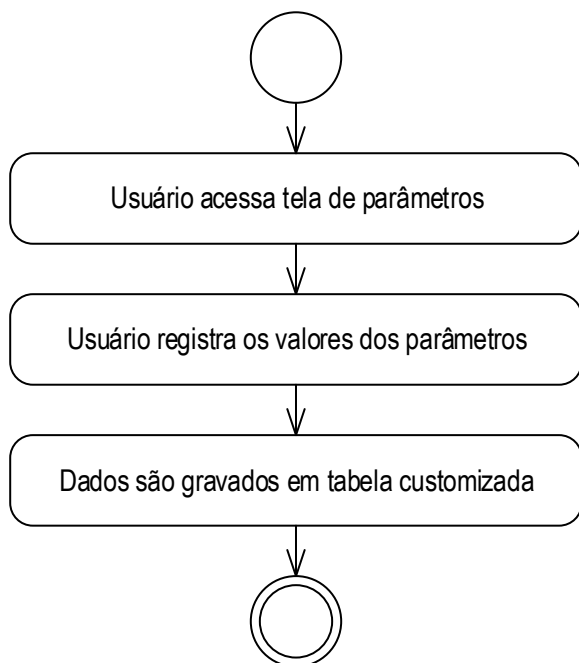 Usuário acessa tela de parâmetros
Usuário registra os valores dos parâmetros
Dados são gravados em tabela customizada